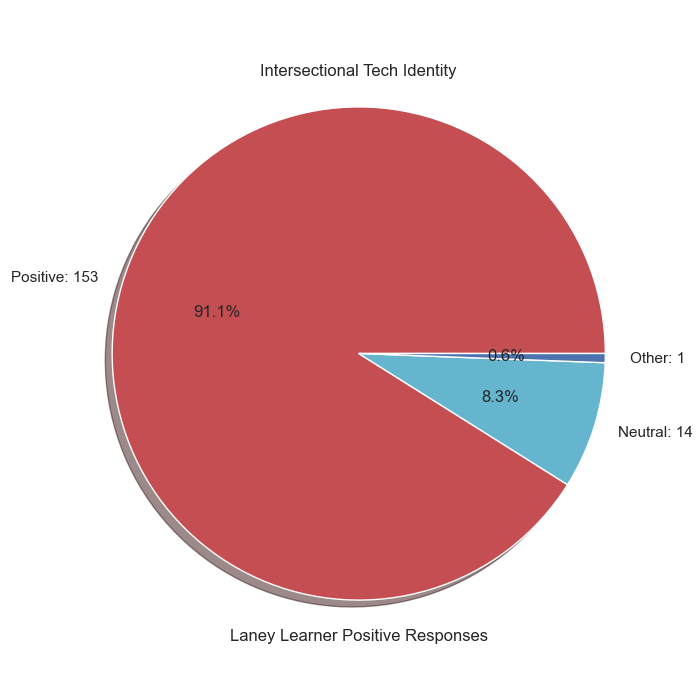 Intersectional Tech Identity
Positive: 153
91.1%
0.6%
Other: 1
8.3%
Neutral: 14
Laney Learner Positive Responses